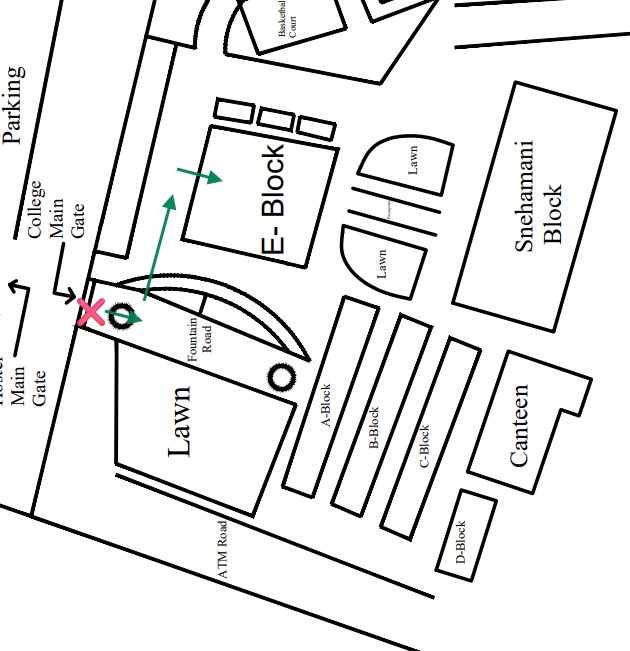 Basketbal
Court
Parking
College
Main
Gate
E- Block
Lawn
Snehamani
Block
Lawn
Main
Gate
Fountain
Road
Lawn
A-Block
B-Block
C-Block
Canteen
D-Block
ATM Road